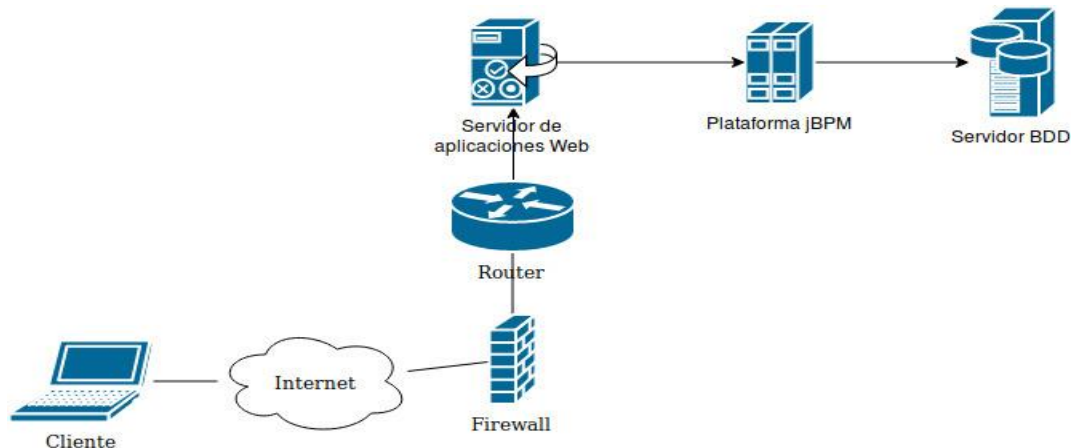 Servidor de
aplicaciones Web
Plataforma jBPM
Servidor BDD
Router
Internet
Firewall
Cliente